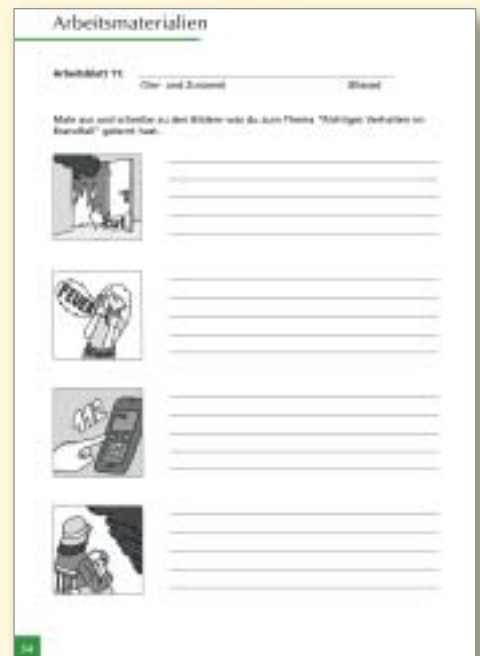 Arbeitsmaterialien
Arbeitsblatt 11:
(Vor- und Zuname) (Klasse)
Male aus und schreibe zu den Bildern was du zum Thema "Richtiges Verhalten im
Brandfall" gelernt hast.
FEUER
112
54